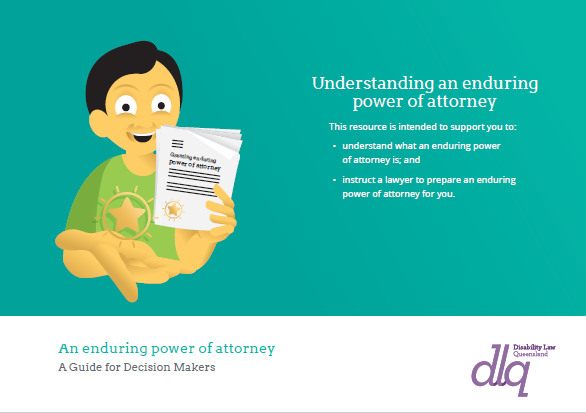 Understanding an enduring
power of attorney
This resource is intended to support you to:
• understand what an enduring power
of attorney is; and
• instruct a lawyer to prepare an enduring
power of attorney for you.
Granting enduring
power of attorney
An enduring power of attorney
A Guide for Decision Makers
Disability Law
Queensland
dlq